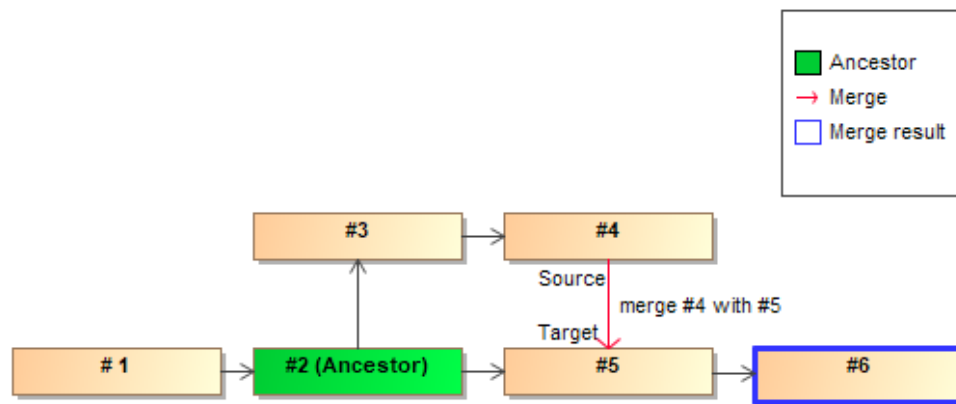 Ancestor
Merge
Merge result
#3
#4
Source
merge #4 with #5
Target
# 1
#2 (Ancestor)
#5
#6